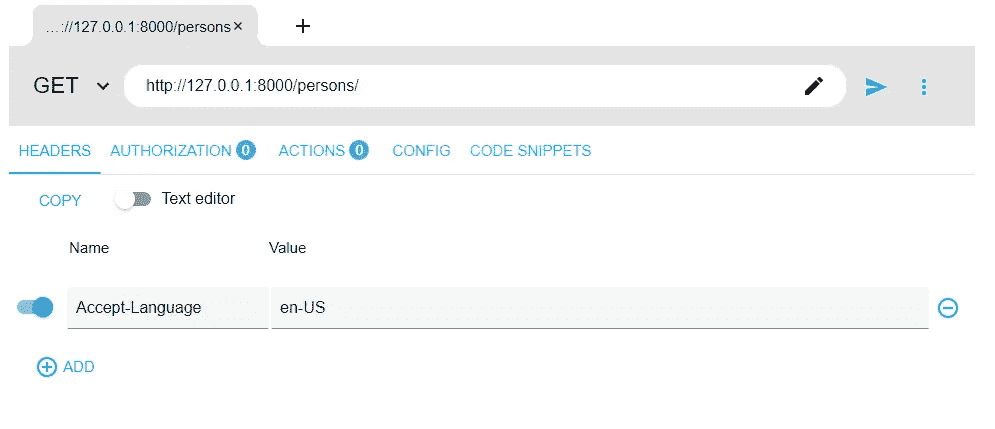 ...://127.0.0.1:8000/persons ×
+
GET http://127.0.0.1:8000/persons/
HEADERS AUTHORIZATION 0 ACTIONS 0 CONFIG CODE SNIPPETS
COPY Text editor
Name Value
Accept-Language en-US
ADD